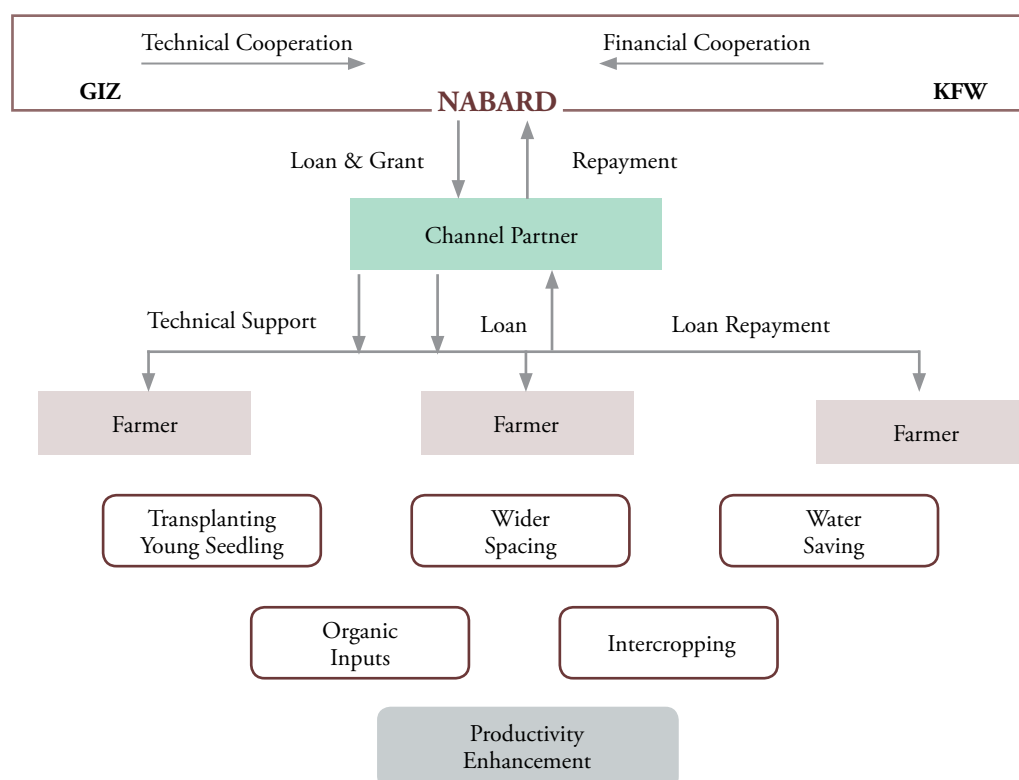 Technical Cooperation
Financial Cooperation
GIZ
KFW
NABARD
Loan & Grant
Repayment
Channel Partner
Technical Support
Loan
Loan Repayment
Farmer
Farmer
Farmer
Transplanting
Young Seedling
Wider
Spacing
Water
Saving
Organic
Inputs
Intercropping
Productivity
Enhancement